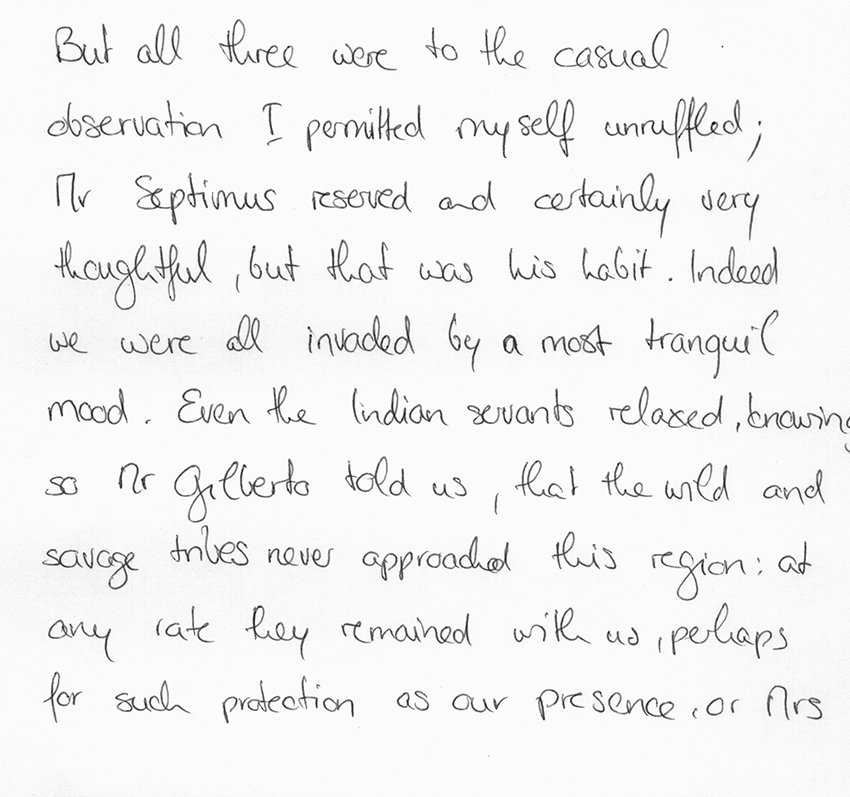 But all three were to the casual
observation I permitted myself unruffled;
Mr Septimus reserved and certainly very
thoughtful, but that was his habit. Indeed
we were all invaded by a most tranquil
mood. Even the Indian servants relaxed, knowing
so Mr Gilberto told us, that the wild and
savage tribes never approached this region: at
any rate they remained with us, perhaps
for such protection as our presence, or Mrs